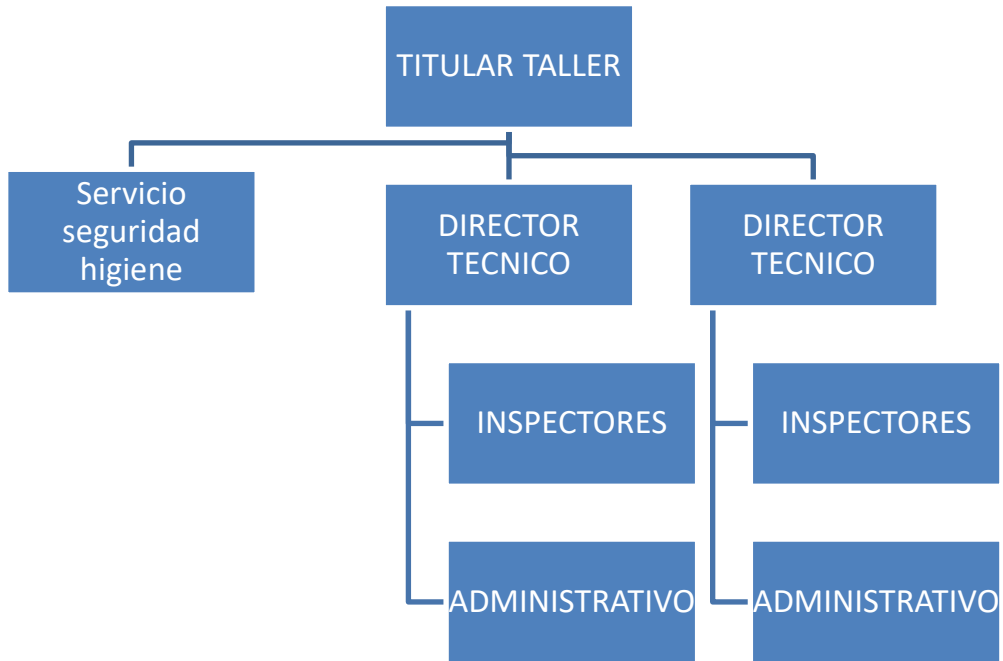 TITULAR TALLER
Servicio
seguridad
higiene
DIRECTOR
TECNICO
DIRECTOR
TECNICO
INSPECTORES
INSPECTORES
ADMINISTRATIVO
ADMINISTRATIVO